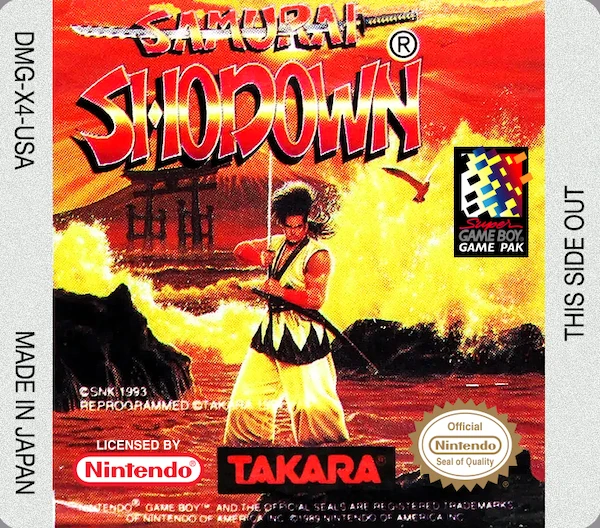 SAMURAI
SHODOWN®
DMG-X4-USA
MADE IN JAPAN
THIS SIDE OUT
Super
GAME BOY
GAME PAK
©SNK 1993
REPROGRAMMED ©TAKARA
LICENSED BY
Nintendo®
TAKARA
Official
Nintendo
Seal of Quality
NINTENDO® GAME BOY™ AND THE OFFICIAL SEALS ARE REGISTERED TRADEMARKS
OF NINTENDO OF AMERICA INC. ©1989 NINTENDO OF AMERICA INC.